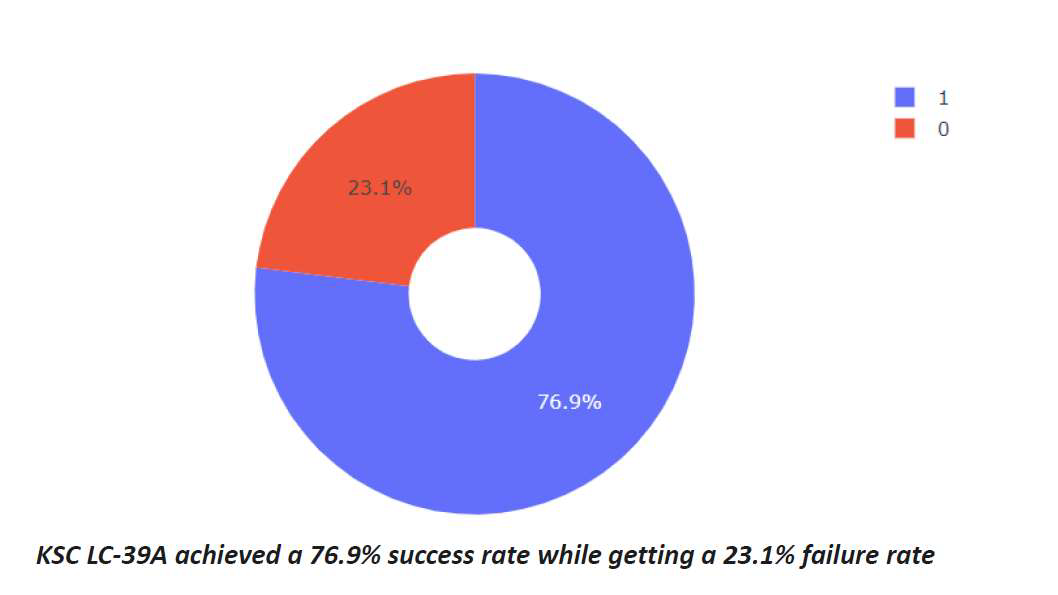 1
0
23.1%
76.9%
KSC LC-39A achieved a 76.9% success rate while getting a 23.1% failure rate